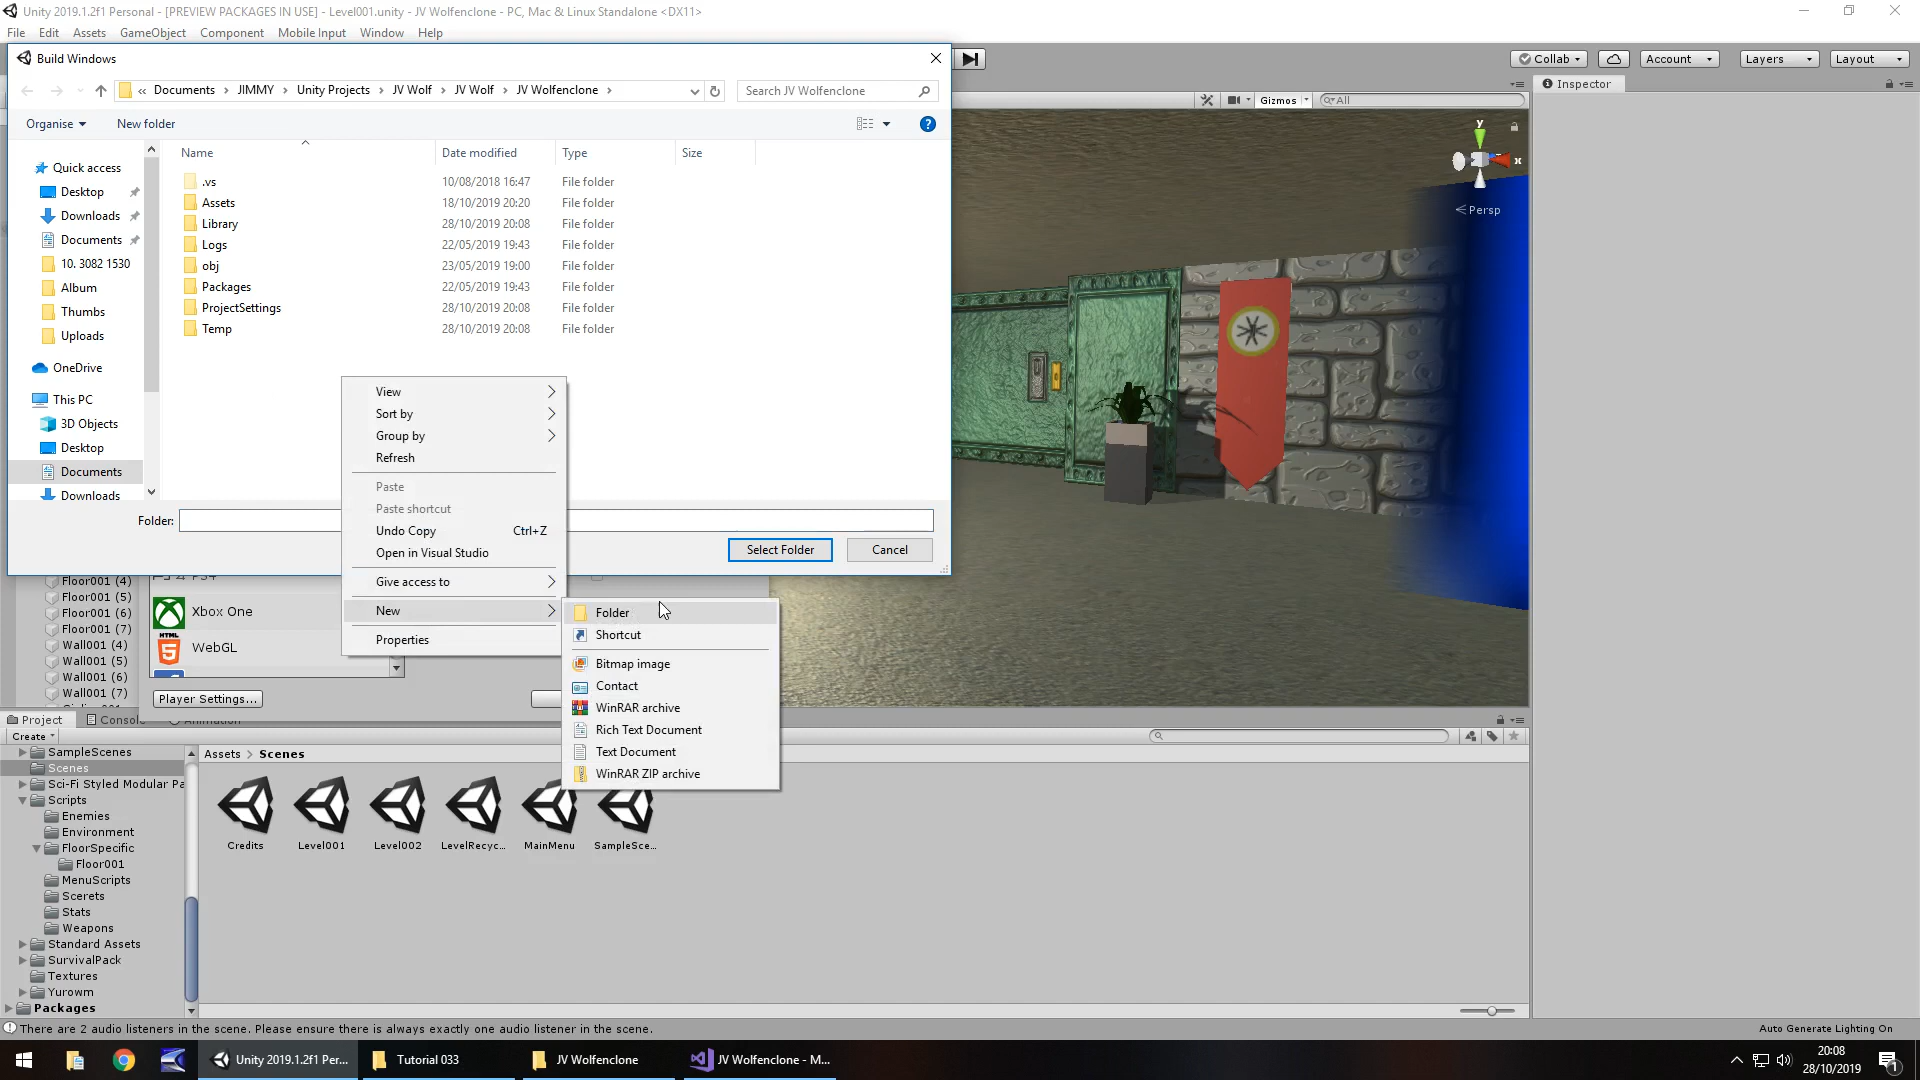 Unity 2019.1.2f1 Personal - [PREVIEW PACKAGES IN USE] - Level001.unity - JV Wolfenclone - PC, Mac & Linux Standalone <DX11>
File Edit Assets GameObject Component Mobile Input Window Help
Build Windows
Collab Account Layers Layout
« Documents > JIMMY > Unity Projects > JV Wolf > JV Wolf > JV Wolfenclone >
Search JV Wolfenclone
Inspector
Gizmos All
Organise New folder
Name Date modified Type Size
.vs 10/08/2018 16:47 File folder
Assets 18/10/2019 20:20 File folder
Library 28/10/2019 20:08 File folder
Logs 22/05/2019 19:43 File folder
obj 23/05/2019 19:00 File folder
Packages 22/05/2019 19:43 File folder
ProjectSettings 28/10/2019 20:08 File folder
Temp 28/10/2019 20:08 File folder
Quick access
Desktop
Downloads
Documents
10. 3082 1530
Album
Thumbs
Uploads
OneDrive
This PC
3D Objects
Desktop
Documents
Downloads
y
x
Persp
View
Sort by
Group by
Refresh
Paste
Paste shortcut
Undo Copy Ctrl+Z
Open in Visual Studio
Give access to
New
Properties
Folder:
Select Folder Cancel
Folder
Shortcut
Bitmap image
Contact
WinRAR archive
Rich Text Document
Text Document
WinRAR ZIP archive
Floor001 (4)
Floor001 (5)
Floor001 (6)
Floor001 (7)
Wall001 (4)
Wall001 (5)
Wall001 (6)
Wall001 (7)
PS4
Xbox One
HTML
5
WebGL
Player Settings...
Project Console Animation
Create
SampleScenes
Scenes
Sci-Fi Styled Modular Pa
Scripts
Enemies
Environment
FloorSpecific
Floor001
MenuScripts
Scerets
Stats
Weapons
Standard Assets
SurvivalPack
Textures
Yurowm
Packages
Assets > Scenes
Credits Level001 Level002 LevelRecyc... MainMenu SampleSce...
There are 2 audio listeners in the scene. Please ensure there is always exactly one audio listener in the scene.
Auto Generate Lighting On
Unity 2019.1.2f1 Per... Tutorial 033 JV Wolfenclone JV Wolfenclone - M...
20:08
28/10/2019
1